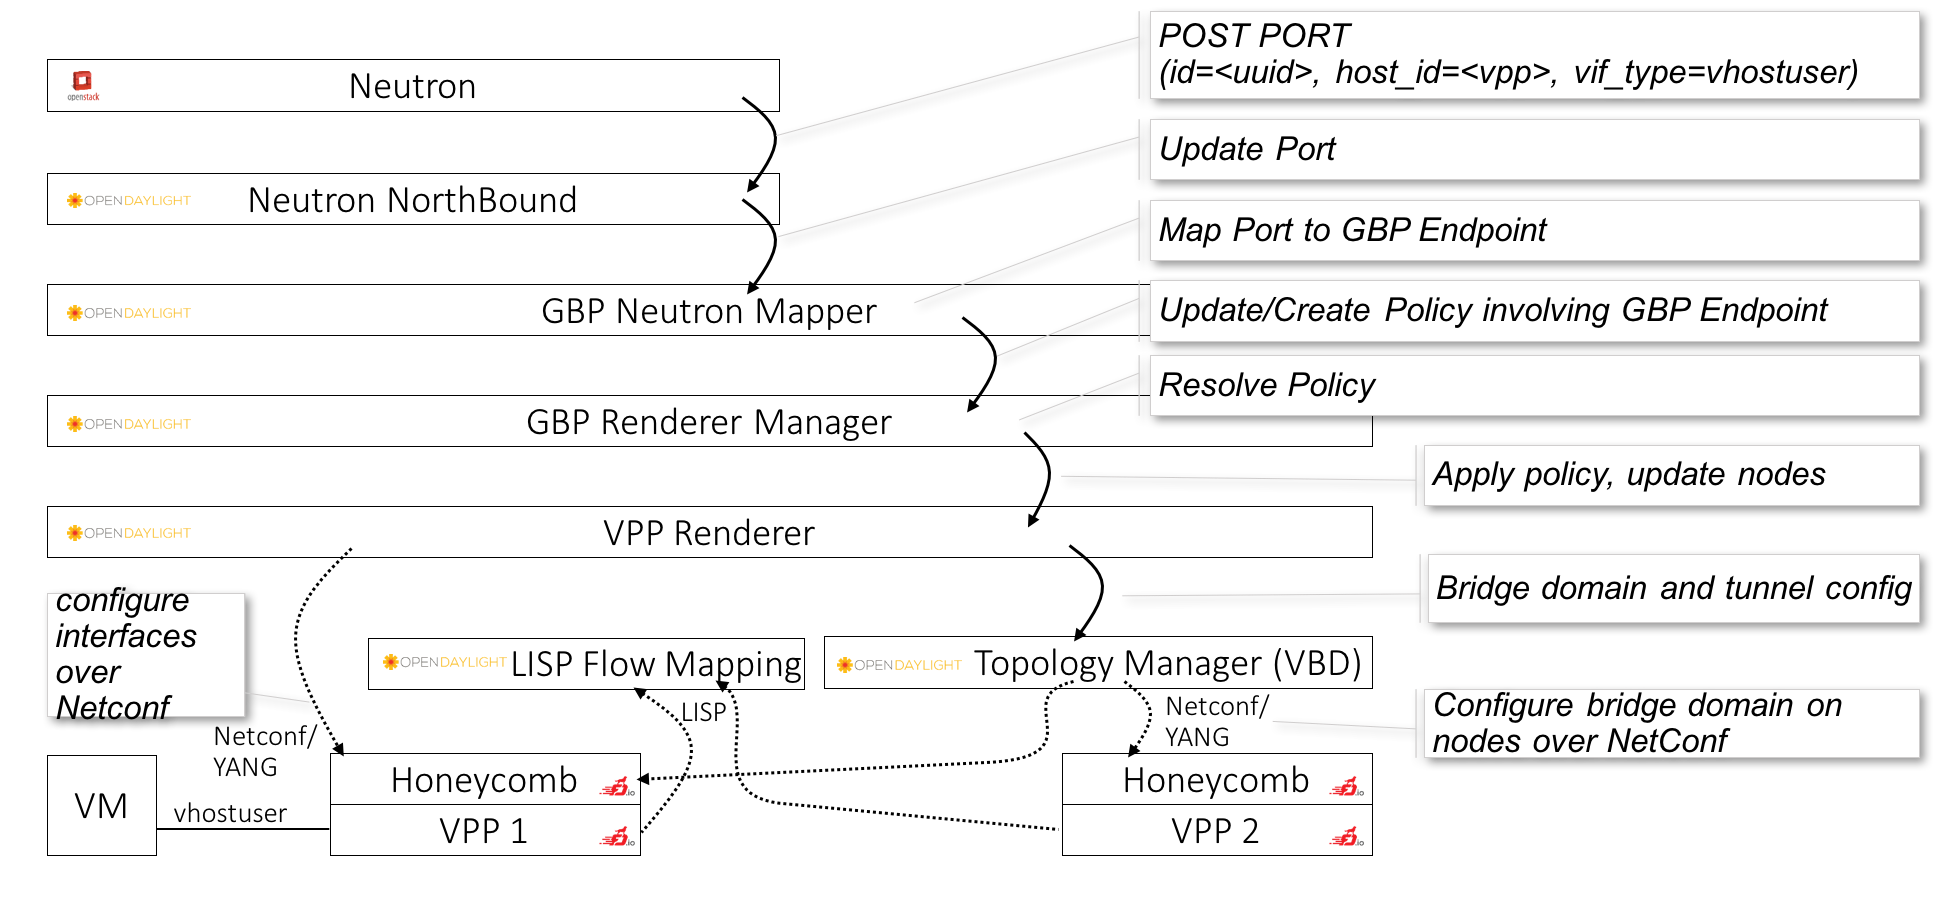 POST PORT
(id=<uuid>, host_id=<vpp>, vif_type=vhostuser)
openstack
Neutron
Update Port
OPENDAYLIGHT
Neutron NorthBound
Map Port to GBP Endpoint
OPENDAYLIGHT
GBP Neutron Mapper
Update/Create Policy involving GBP Endpoint
Resolve Policy
OPENDAYLIGHT
GBP Renderer Manager
Apply policy, update nodes
OPENDAYLIGHT
VPP Renderer
Bridge domain and tunnel config
configure
interfaces
over
Netconf
OPENDAYLIGHT LISP Flow Mapping
OPENDAYLIGHT Topology Manager (VBD)
LISP
Netconf/
YANG
Configure bridge domain on
nodes over NetConf
Netconf/
YANG
VM
vhostuser
Honeycomb
.io
VPP 1
.io
Honeycomb
.io
VPP 2
.io